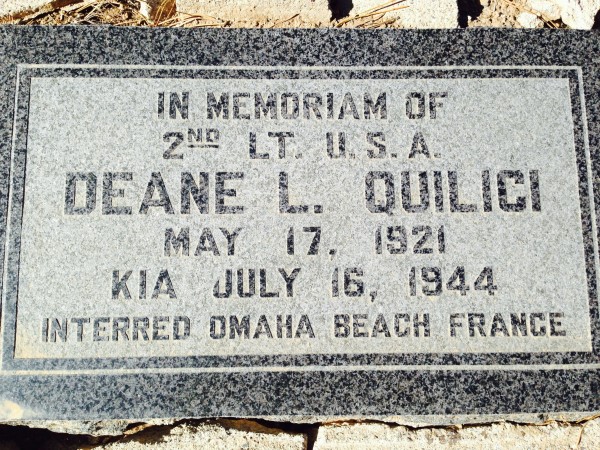 IN MEMORIAM OF
2ND LT. U.S.A.
DEANE L. QUILICI
MAY 17, 1921
KIA JULY 16, 1944
INTERRED OMAHA BEACH FRANCE